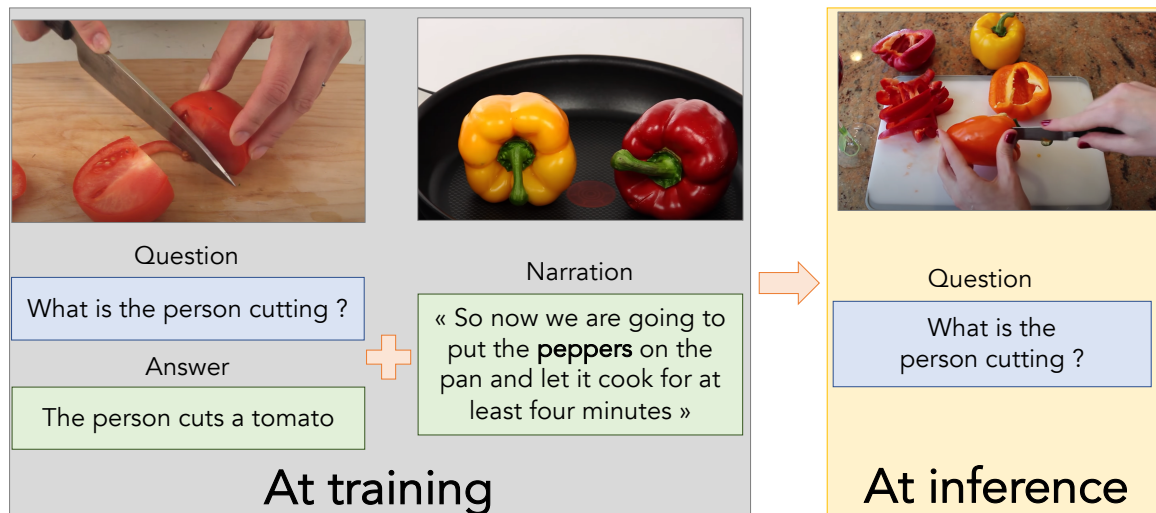 Question
What is the person cutting ?
Answer
The person cuts a tomato
Narration
« So now we are going to
put the peppers on the
pan and let it cook for at
least four minutes »
At training
Question
What is the
person cutting ?
At inference